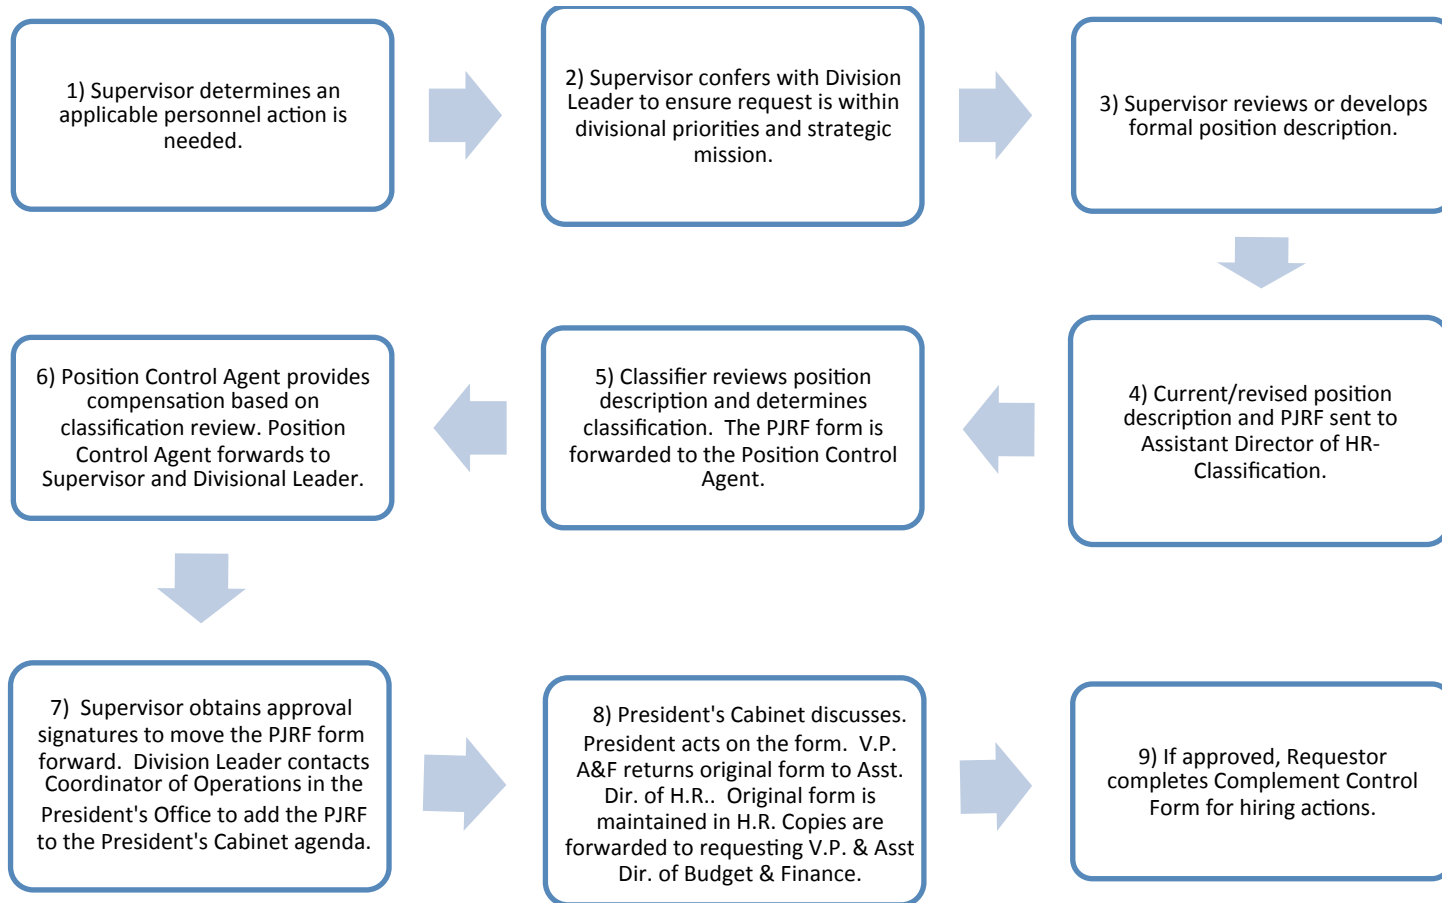 1) Supervisor determines an
applicable personnel action is
needed.
2) Supervisor confers with Division
Leader to ensure request is within
divisional priorities and strategic
mission.
3) Supervisor reviews or develops
formal position description.
4) Current/revised position
description and PJRF sent to
Assistant Director of HR-
Classification.
5) Classifier reviews position
description and determines
classification.  The PJRF form is
forwarded to the Position Control
Agent.
6) Position Control Agent provides
compensation based on
classification review. Position
Control Agent forwards to
Supervisor and Divisional Leader.
7)  Supervisor obtains approval
signatures to move the PJRF form
forward.  Division Leader contacts
Coordinator of Operations in the
President's Office to add the PJRF
to the President's Cabinet agenda.
8) President's Cabinet discusses.
President acts on the form.  V.P.
A&F returns original form to Asst.
Dir. of H.R..  Original form is
maintained in H.R. Copies are
forwarded to requesting V.P. & Asst
Dir. of Budget & Finance.
9) If approved, Requestor
completes Complement Control
Form for hiring actions.